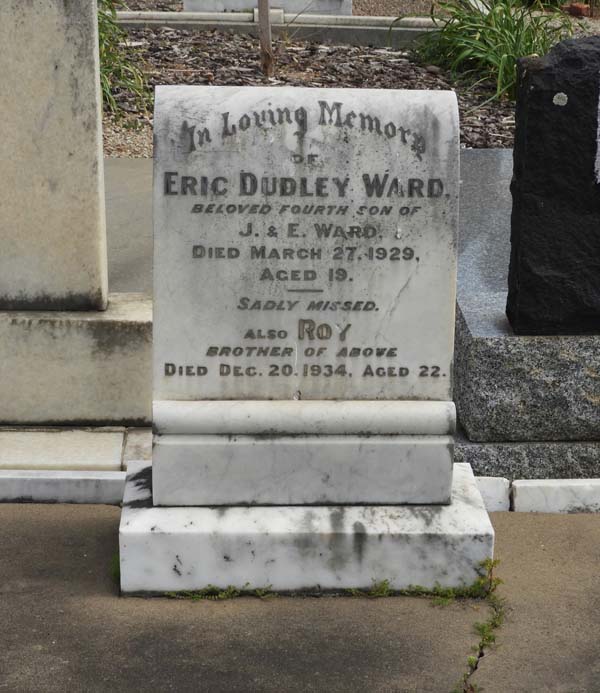 In Loving Memory
OF
ERIC DUDLEY WARD,
BELOVED FOURTH SON OF
J. & E. WARD,
DIED MARCH 27, 1929,
AGED 19.
SADLY MISSED.
ALSO ROY
BROTHER OF ABOVE
DIED DEC. 20. 1934, AGED 22.